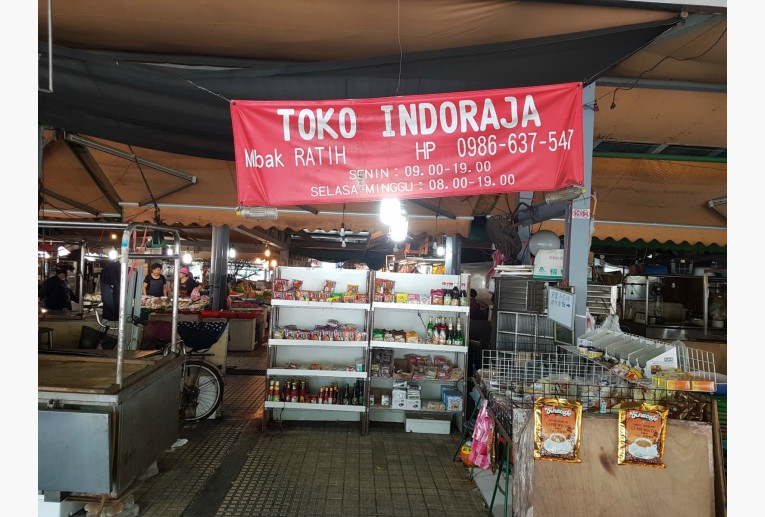 TOKO INDORAJA
Mbak RATIH HP 0986-637-547
SENIN : 09.00-19.00
SELASA-MINGGU : 08.00-19.00